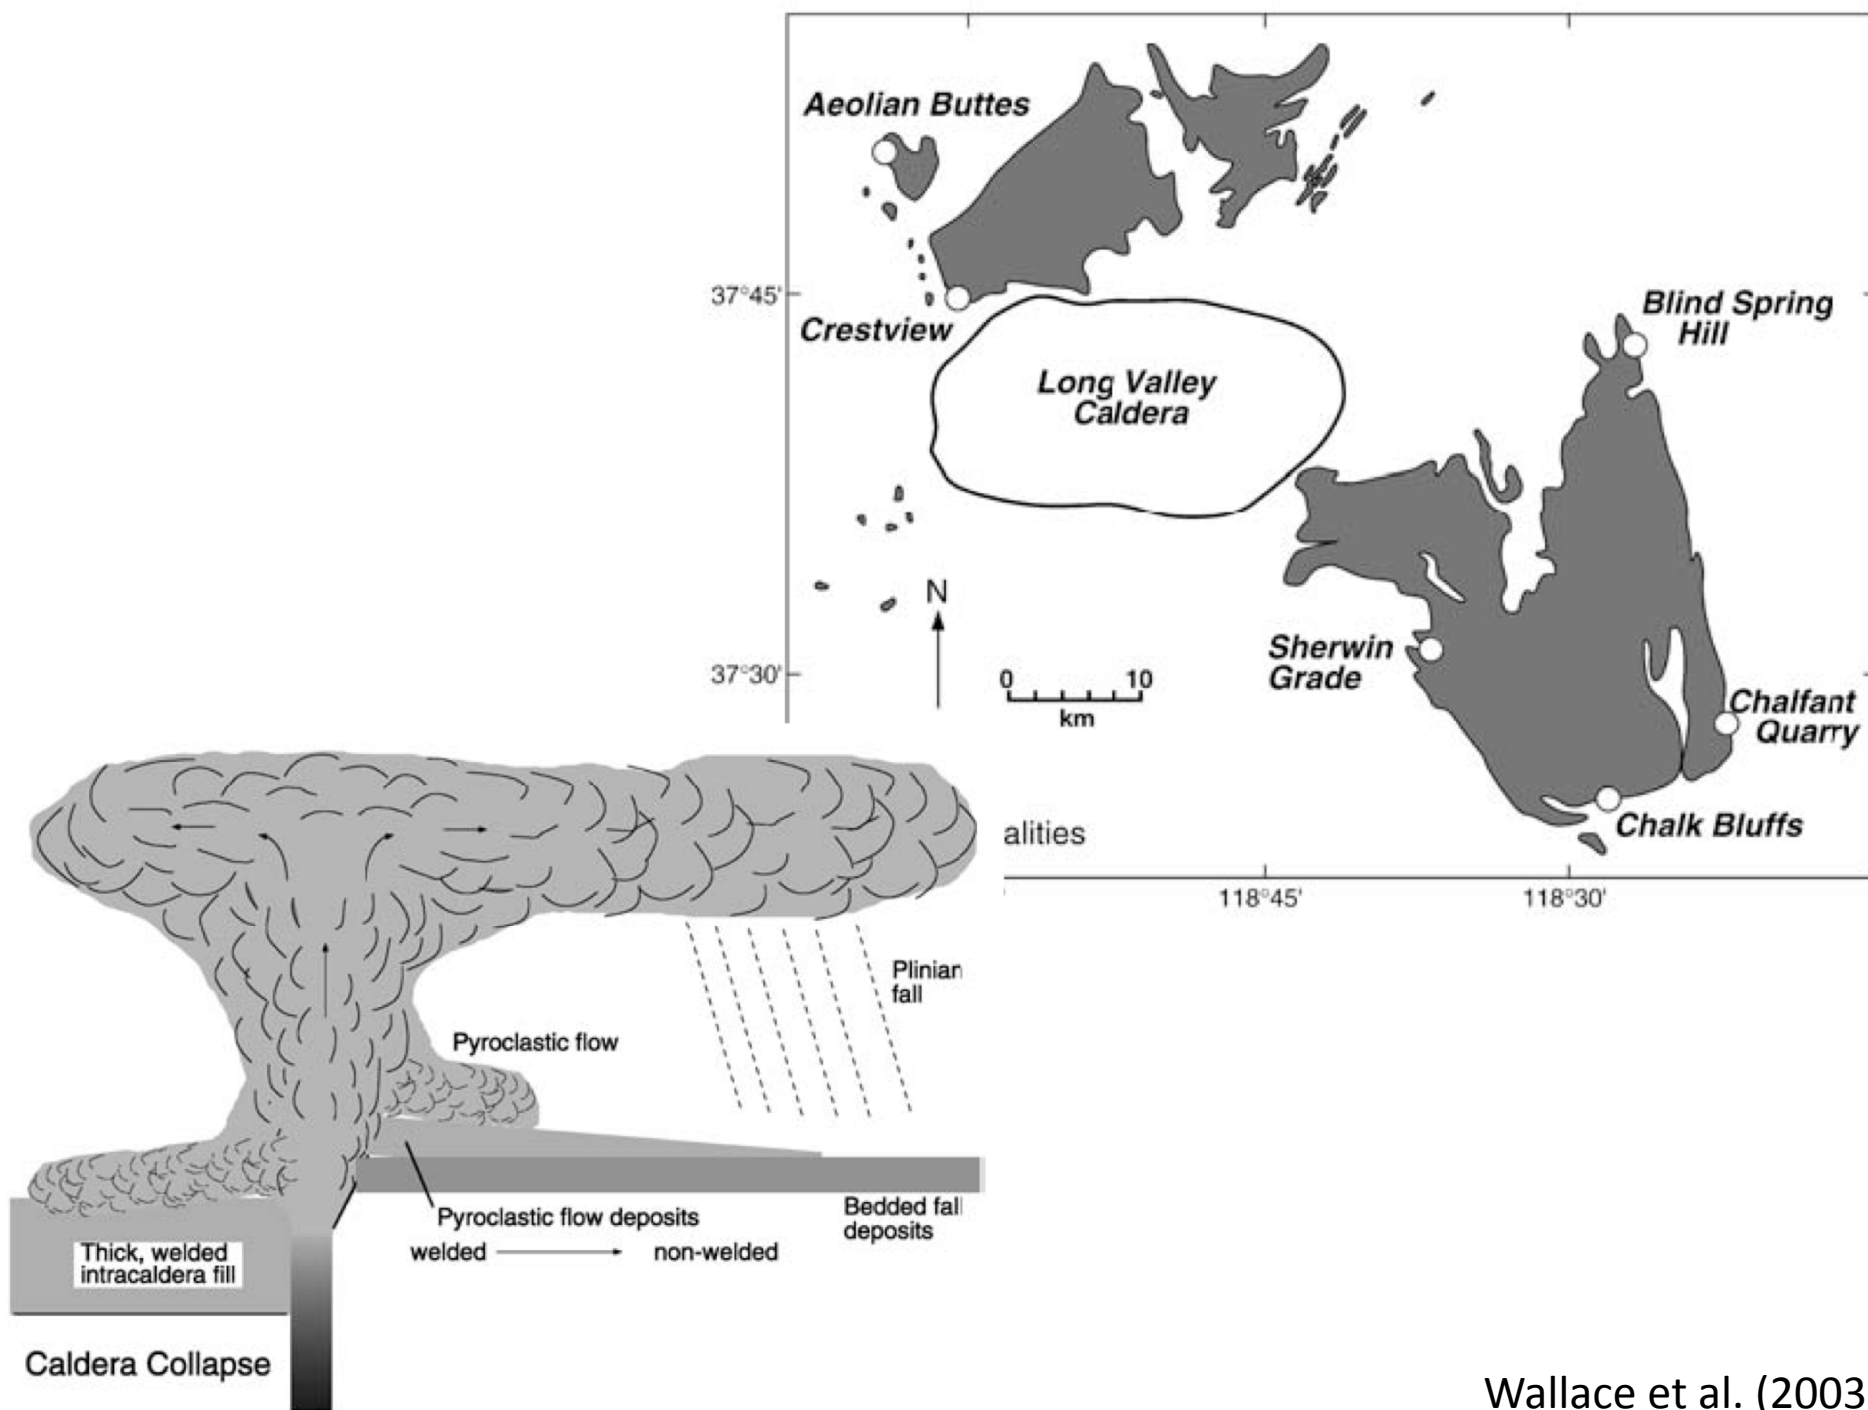 Aeolian Buttes
37°45'
Crestview
Long Valley
Caldera
Blind Spring
Hill
N
37°30'
0 10
km
Sherwin
Grade
Chalfant
Quarry
Chalk Bluffs
alities
118°45'
118°30'
Plinian
fall
Pyroclastic flow
Pyroclastic flow deposits
welded non-welded
Bedded fall
deposits
Thick, welded
intracaldera fill
Caldera Collapse
Wallace et al. (2003